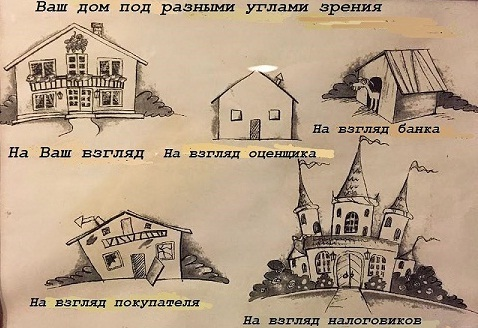 Ваш дом под разными углами зрения
На Ваш взгляд
На взгляд оценщика
На взгляд банка
На взгляд покупателя
На взгляд налоговиков